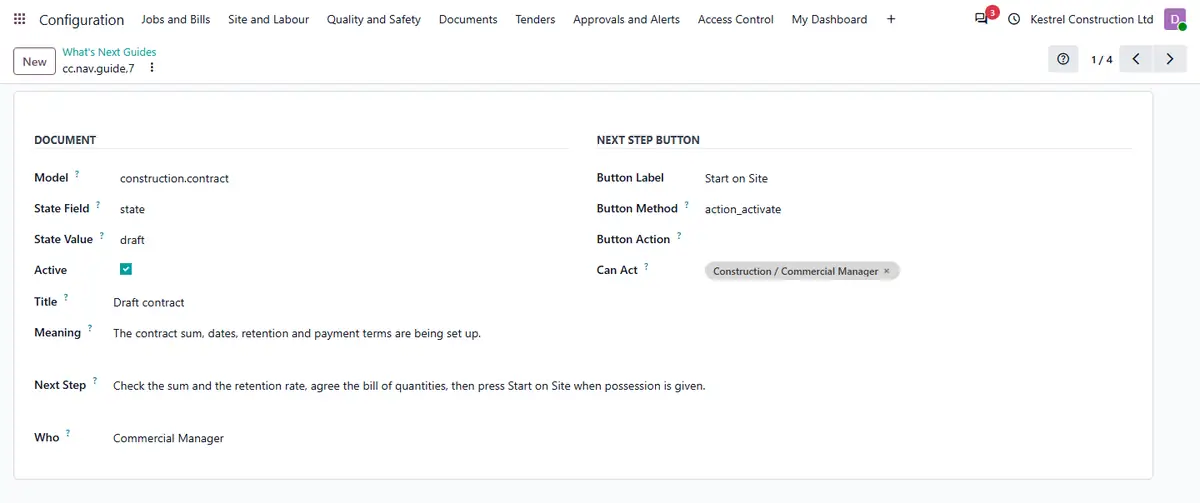 Configuration Jobs and Bills Site and Labour Quality and Safety Documents Tenders Approvals and Alerts Access Control My Dashboard + 3 Kestrel Construction Ltd D
New What's Next Guides
cc.nav.guide,7
1 / 4
DOCUMENT
Model ? construction.contract
State Field ? state
State Value ? draft
Active
Title ? Draft contract
Meaning ? The contract sum, dates, retention and payment terms are being set up.
Next Step ? Check the sum and the retention rate, agree the bill of quantities, then press Start on Site when possession is given.
Who ? Commercial Manager
NEXT STEP BUTTON
Button Label Start on Site
Button Method ? action_activate
Button Action ?
Can Act ? Construction / Commercial Manager ×